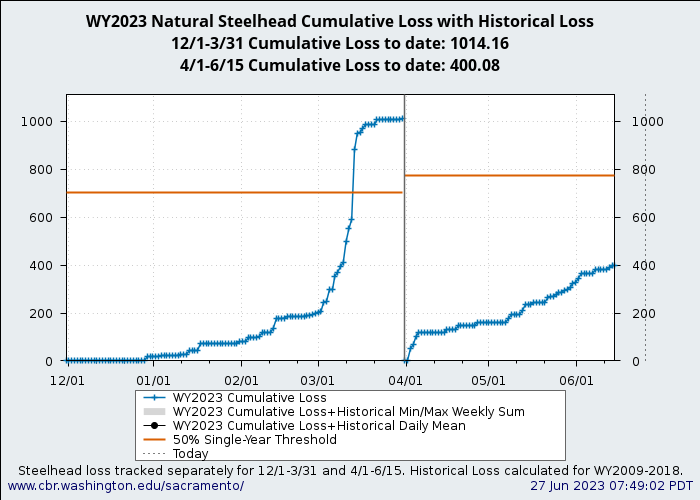 WY2023 Natural Steelhead Cumulative Loss with Historical Loss
12/1-3/31 Cumulative Loss to date: 1014.16
4/1-6/15 Cumulative Loss to date: 400.08
1000 1000
800 800
600 600
400 400
200 200
0 0
12/01 01/01 02/01 03/01 04/01 05/01 06/01
WY2023 Cumulative Loss
WY2023 Cumulative Loss+Historical Min/Max Weekly Sum
WY2023 Cumulative Loss+Historical Daily Mean
50% Single-Year Threshold
Today
Steelhead loss tracked separately for 12/1-3/31 and 4/1-6/15. Historical Loss calculated for WY2009-2018.
www.cbr.washington.edu/sacramento/ 27 Jun 2023 07:49:02 PDT